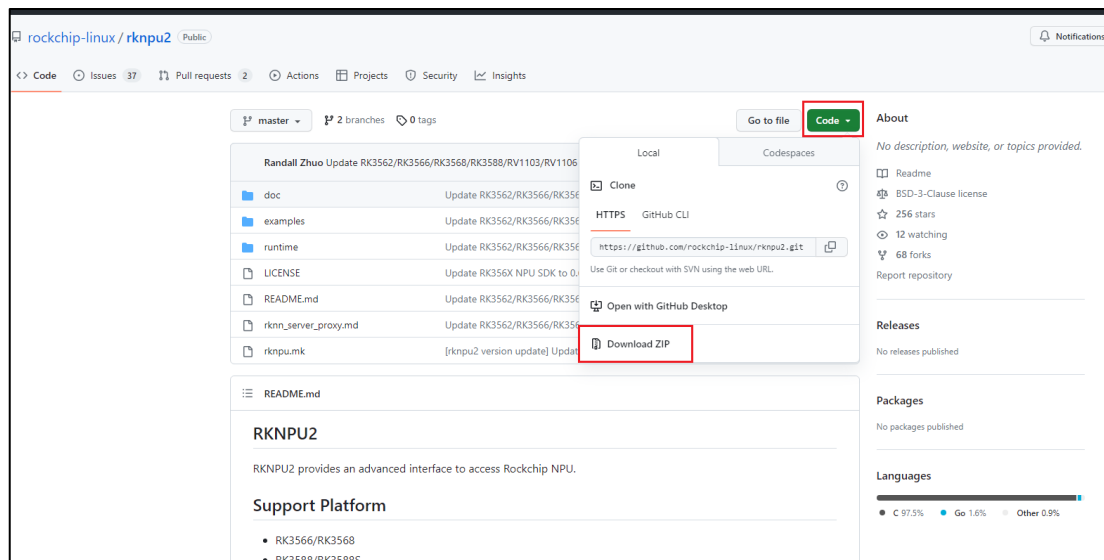 rockchip-linux / rknpu2 Public
Notifications
Code Issues 37 Pull requests 2 Actions Projects Security Insights
master 2 branches 0 tags Go to file Code
Randall Zhuo Update RK3562/RK3566/RK3568/RK3588/RV1103/RV1106
doc Update RK3562/RK3566/RK356
examples Update RK3562/RK3566/RK356
runtime Update RK3562/RK3566/RK356
LICENSE Update RK356X NPU SDK to 0.
README.md Update RK3562/RK3566/RK356
rknn_server_proxy.md Update RK3562/RK3566/RK356
rknpu.mk [rknpu2 version update] Updat
Local Codespaces
Clone
HTTPS GitHub CLI
https://github.com/rockchip-linux/rknpu2.git
Use Git or checkout with SVN using the web URL.
Open with GitHub Desktop
Download ZIP
About
No description, website, or topics provided.
Readme
BSD-3-Clause license
256 stars
12 watching
68 forks
Report repository
Releases
No releases published
Packages
No packages published
Languages
C 97.5% Go 1.6% Other 0.9%
README.md
RKNPU2
RKNPU2 provides an advanced interface to access Rockchip NPU.
Support Platform
RK3566/RK3568
RK3588/RK3588S